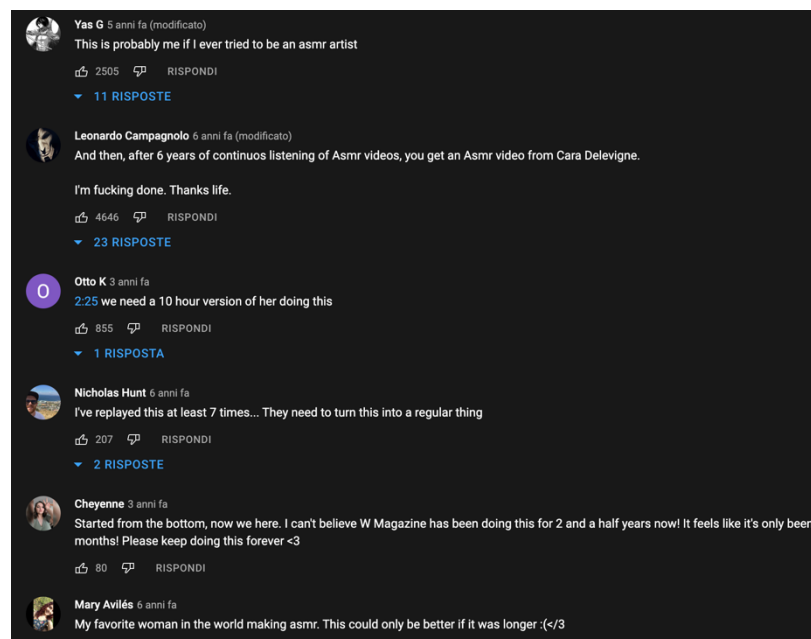 Yas G 5 anni fa (modificato)
This is probably me if I ever tried to be an asmr artist
2505 RISPONDI
11 RISPOSTE
Leonardo Campagnolo 6 anni fa (modificato)
And then, after 6 years of continuos listening of Asmr videos, you get an Asmr video from Cara Delevigne.
I'm fucking done. Thanks life.
4646 RISPONDI
23 RISPOSTE
O
Otto K 3 anni fa
2:25 we need a 10 hour version of her doing this
855 RISPONDI
1 RISPOSTA
Nicholas Hunt 6 anni fa
I've replayed this at least 7 times... They need to turn this into a regular thing
207 RISPONDI
2 RISPOSTE
Cheyenne 3 anni fa
Started from the bottom, now we here. I can't believe W Magazine has been doing this for 2 and a half years now! It feels like it's only been
months! Please keep doing this forever <3
80 RISPONDI
Mary Avilés 6 anni fa
My favorite woman in the world making asmr. This could only be better if it was longer :(</3